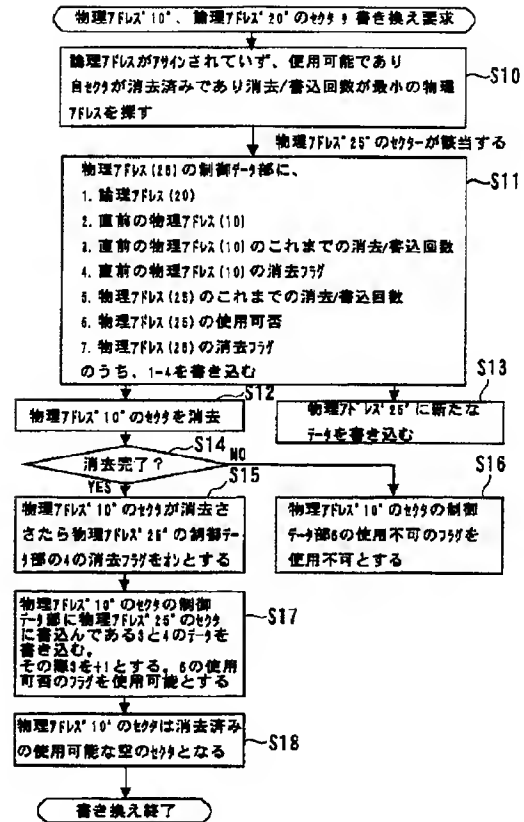 物理アドレス"10"、論理アドレス"20"のセクタ 書き換え要求
論理アドレスがアサインされていず、使用可能であり
自セクタが消去済みであり消去/書込回数が最小の物理
アドレスを探す
S10
物理アドレス"25"のセクターが該当する
物理アドレス(25)の制御データ部に、
1. 論理アドレス(20)
2. 直前の物理アドレス(10)
3. 直前の物理アドレス(10)のこれまでの消去/書込回数
4. 直前の物理アドレス(10)の消去フラグ
5. 物理アドレス(25)のこれまでの消去/書込回数
6. 物理アドレス(25)の使用可否
7. 物理アドレス(25)の消去フラグ
のうち、1-4を書き込む
S11
S12
物理アドレス"10"のセクタを消去
S13
物理アドレス"25"に新たな
データを書き込む
S14
消去完了?
NO
YES
S15
物理アドレス"10"のセクタが消去さ
さたら物理アドレス"25"の制御デー
タ部の4の消去フラグをオンとする
S16
物理アドレス"10"のセクタの制御
データ部6の使用不可のフラグを
使用不可とする
物理アドレス"10"のセクタの制御
データ部に物理アドレス"25"のセクタ
に書込んである3と4のデータを
書き込む。
その際3を+1とする。6の使用
可否のフラグを使用可能とする
S17
物理アドレス"10"のセクタは消去済み
の使用可能な空のセクタとなる
S18
書き換え終了